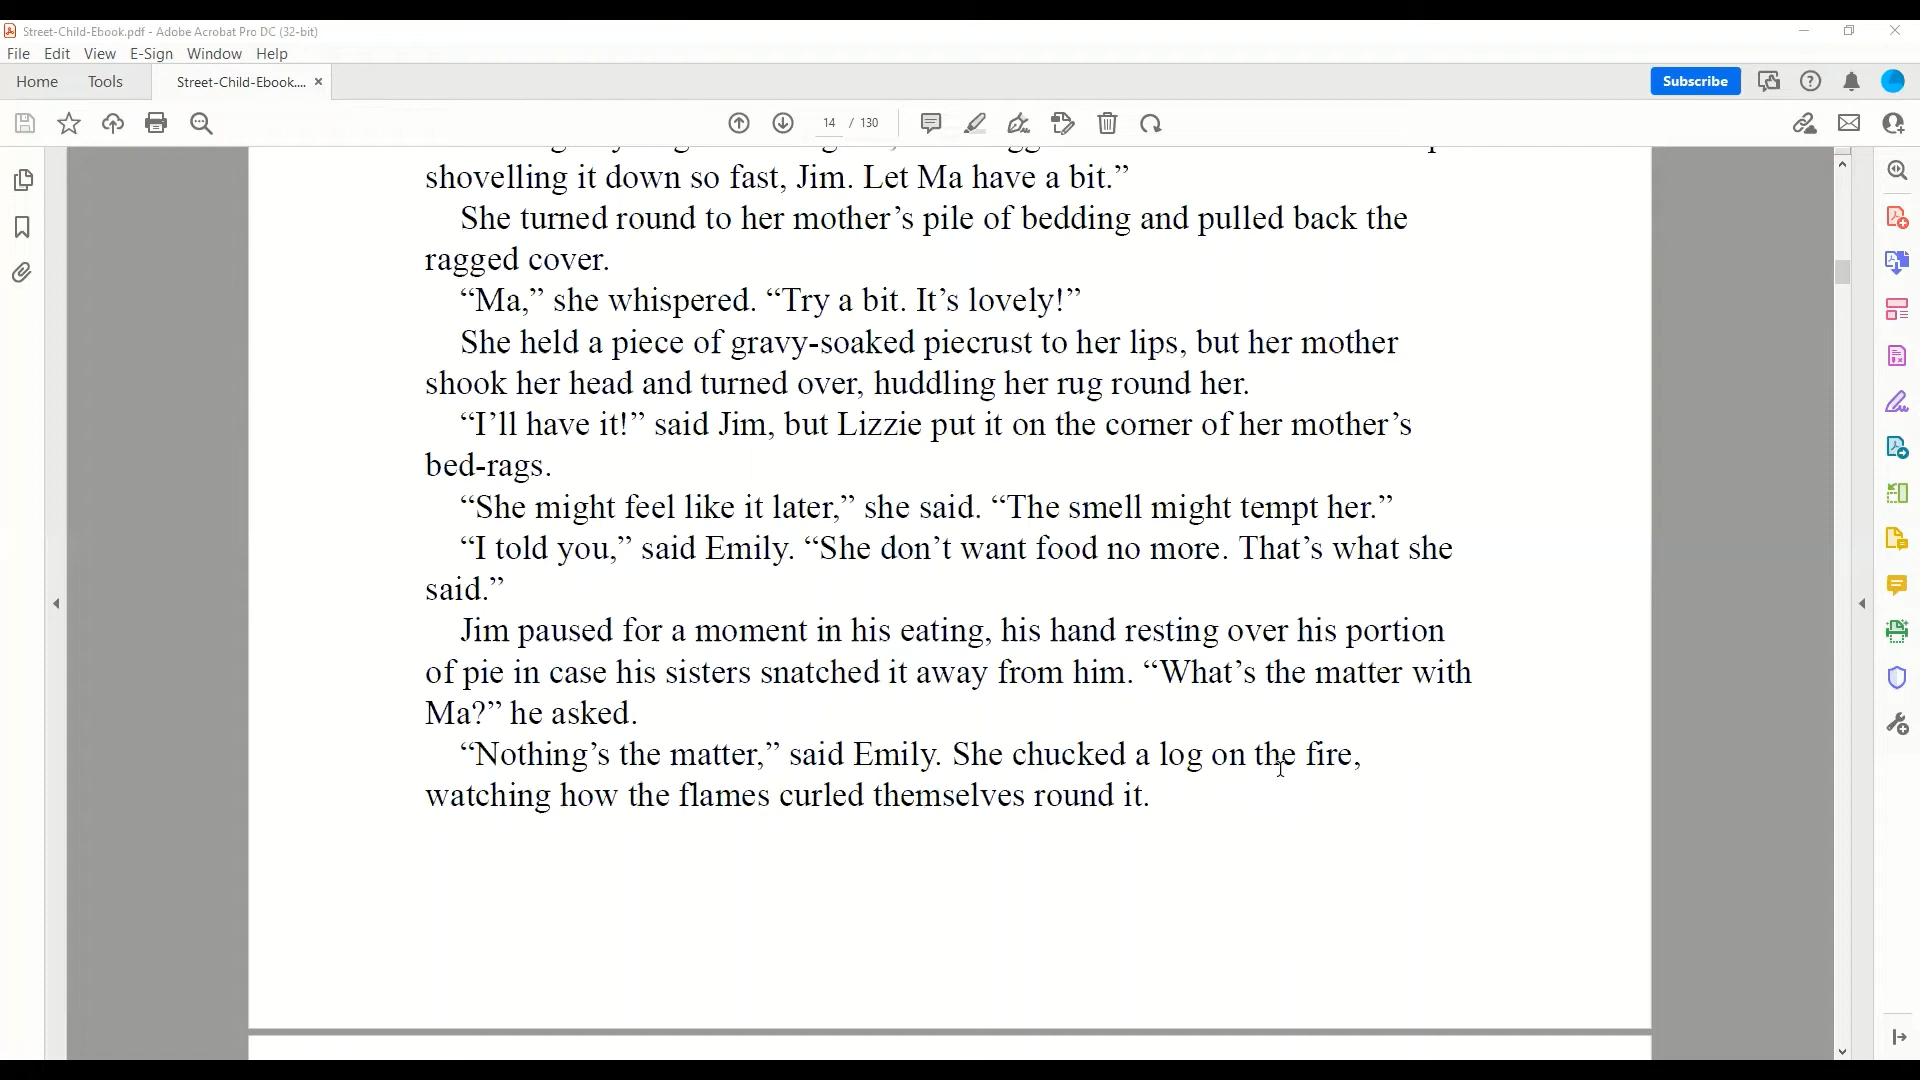 Street-Child-Ebook.pdf - Adobe Acrobat Pro DC (32-bit)
File Edit View E-Sign Window Help
Home Tools Street-Child-Ebook.... × Subscribe
14 / 130
shovelling it down so fast, Jim. Let Ma have a bit.”
She turned round to her mother’s pile of bedding and pulled back the
ragged cover.
“Ma,” she whispered. “Try a bit. It’s lovely!”
She held a piece of gravy-soaked piecrust to her lips, but her mother
shook her head and turned over, huddling her rug round her.
“I’ll have it!” said Jim, but Lizzie put it on the corner of her mother’s
bed-rags.
“She might feel like it later,” she said. “The smell might tempt her.”
“I told you,” said Emily. “She don’t want food no more. That’s what she
said.”
Jim paused for a moment in his eating, his hand resting over his portion
of pie in case his sisters snatched it away from him. “What’s the matter with
Ma?” he asked.
“Nothing’s the matter,” said Emily. She chucked a log on the fire,
watching how the flames curled themselves round it.